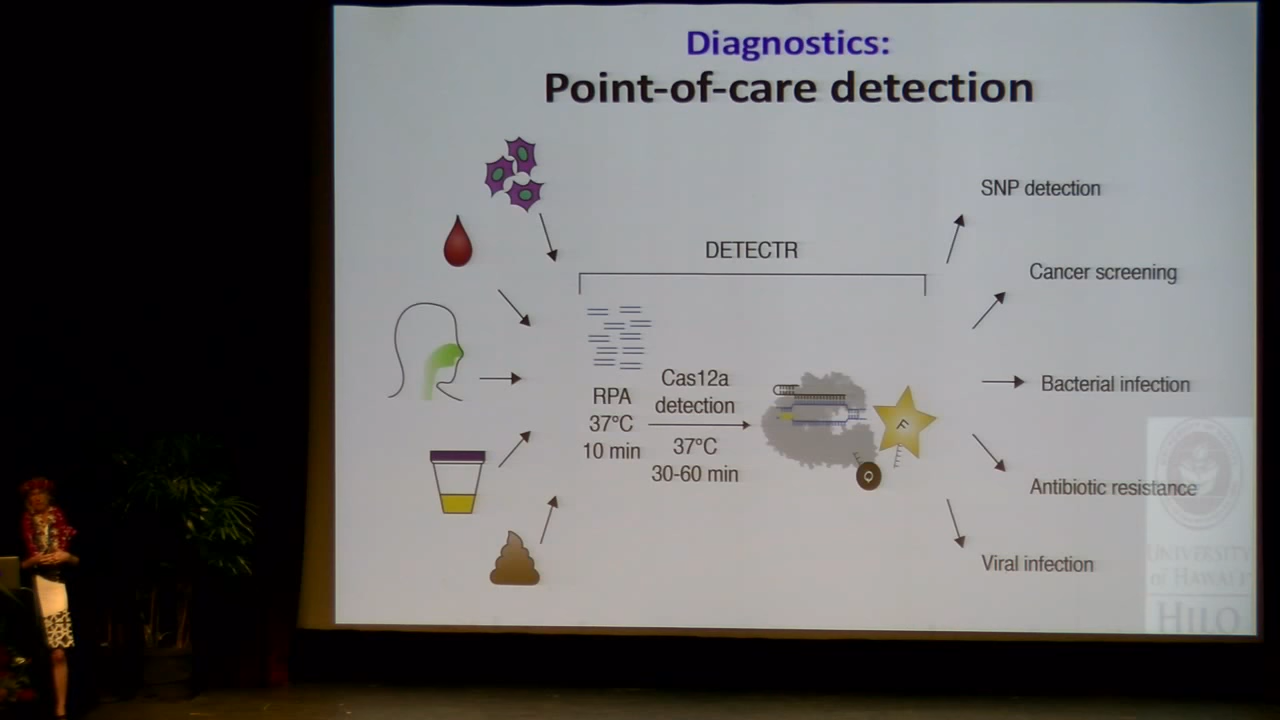 Diagnostics:
Point-of-care detection
DETECTR
RPA
37°C
10 min
Cas12a
detection
37°C
30-60 min
F
Q
SNP detection
Cancer screening
Bacterial infection
Antibiotic resistance
Viral infection
UNIVERSITY
of HAWAI‘I
HILO